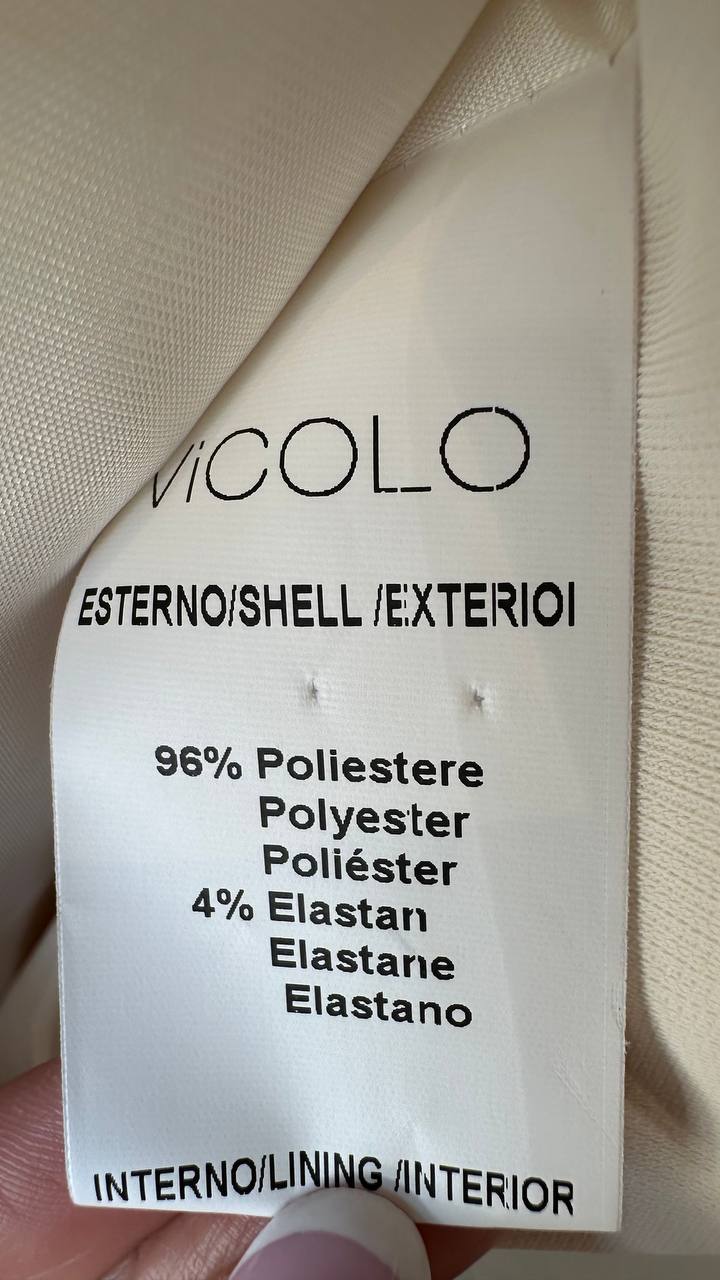 ViCOLO
ESTERNO/SHELL /EXTERIOI
96% Poliestere
Polyester
Poliéster
4% Elastan
Elastane
Elastano
INTERNO/LINING /INTERIOR